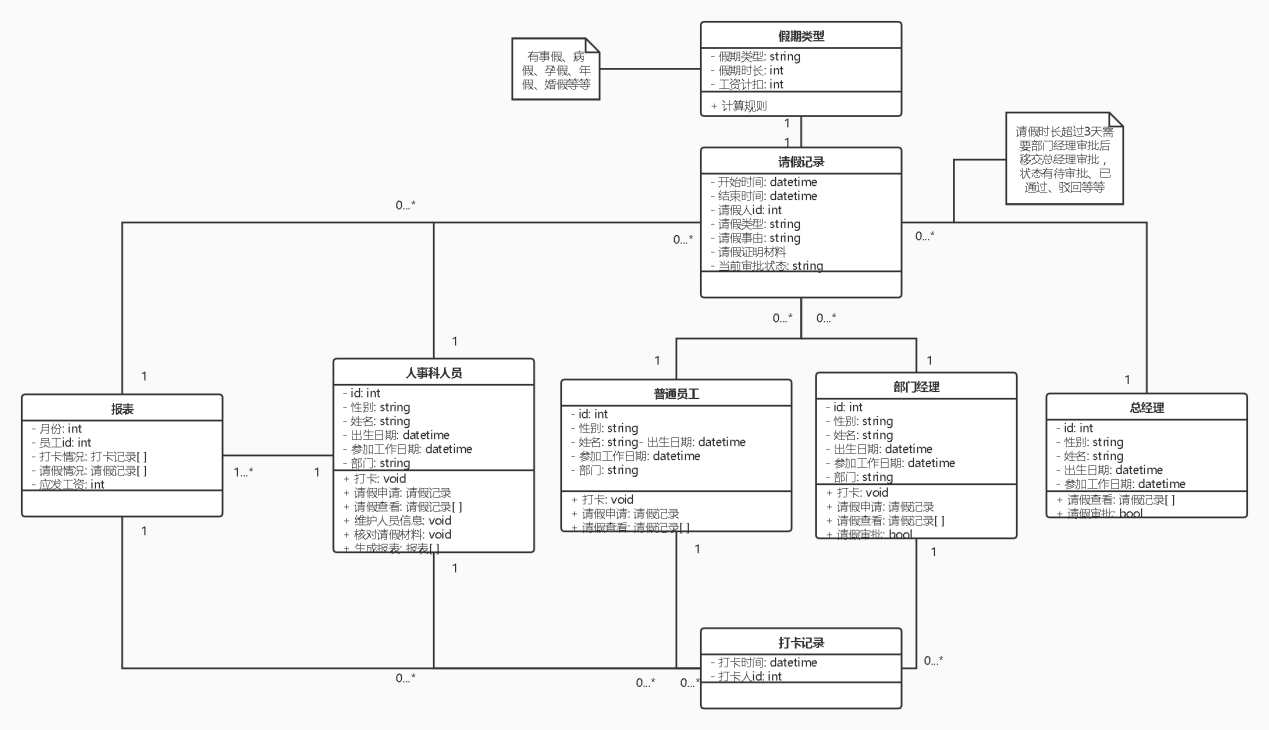 假期类型
- 假期类型: string
- 假期时长: int
- 工资计扣: int
+ 计算规则
有事假、病
假、孕假、年
假、婚假等等
请假时长超过3天需
要部门经理审批后
移交总经理审批，
状态有待审批、已
通过、驳回等等
1
1
请假记录
- 开始时间: datetime
- 结束时间: datetime
- 请假人id: int
- 请假类型: string
- 请假事由: string
- 请假证明材料
- 当前审批状态: string
0...*
0...*
0...*
0...*
0...*
1
1
1
1
1
报表
- 月份: int
- 员工id: int
- 打卡情况: 打卡记录[ ]
- 请假情况: 请假记录[ ]
- 应发工资: int
1...*
1
人事科人员
- id: int
- 性别: string
- 姓名: string
- 出生日期: datetime
- 参加工作日期: datetime
- 部门: string
+ 打卡: void
+ 请假申请: 请假记录
+ 请假查看: 请假记录[ ]
+ 维护人员信息: void
+ 核对请假材料: void
+ 生成报表: 报表[ ]
普通员工
- id: int
- 性别: string
- 姓名: string- 出生日期: datetime
- 参加工作日期: datetime
- 部门: string
+ 打卡: void
+ 请假申请: 请假记录
+ 请假查看: 请假记录[ ]
部门经理
- id: int
- 性别: string
- 姓名: string
- 出生日期: datetime
- 参加工作日期: datetime
- 部门: string
+ 打卡: void
+ 请假申请: 请假记录
+ 请假查看: 请假记录[ ]
+ 请假审批: bool
总经理
- id: int
- 性别: string
- 姓名: string
- 出生日期: datetime
- 参加工作日期: datetime
+ 请假查看: 请假记录[ ]
+ 请假审批: bool
1
1
1
1
打卡记录
- 打卡时间: datetime
- 打卡人id: int
0...*
0...*
0...*
0...*